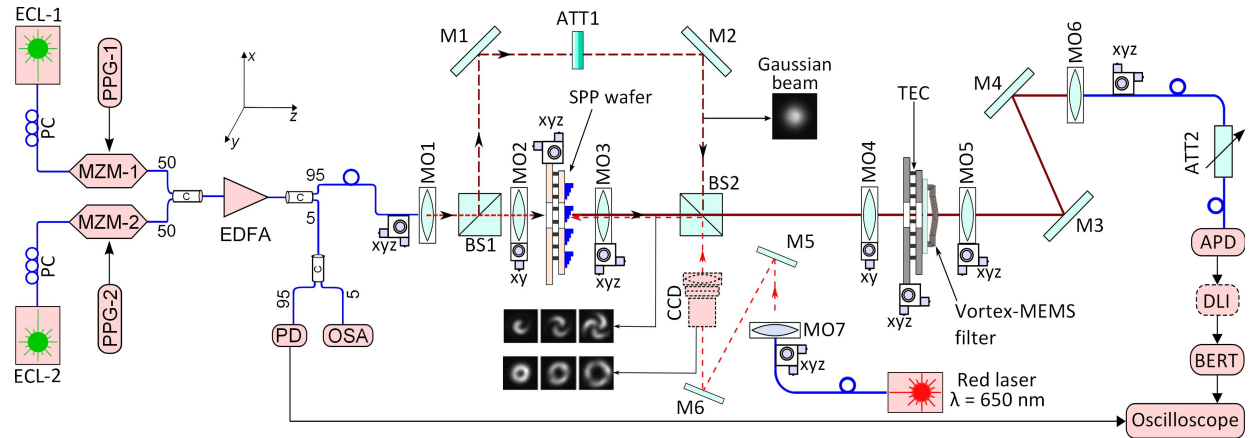 ECL-1
PPG-1
PC
MZM-1
50
x
z
y
MZM-2
50
PC
PPG-2
ECL-2
C
EDFA
C
95
5
xyz
C
95
5
PD
OSA
MO1
BS1
M1
ATT1
M2
MO2
xy
xyz
SPP wafer
MO3
xyz
Gaussian
beam
BS2
CCD
M5
M6
MO7
xyz
Red laser
λ = 650 nm
MO4
xy
TEC
xyz
MO5
xyz
Vortex-MEMS
filter
M3
M4
MO6
xyz
ATT2
APD
DLI
BERT
Oscilloscope